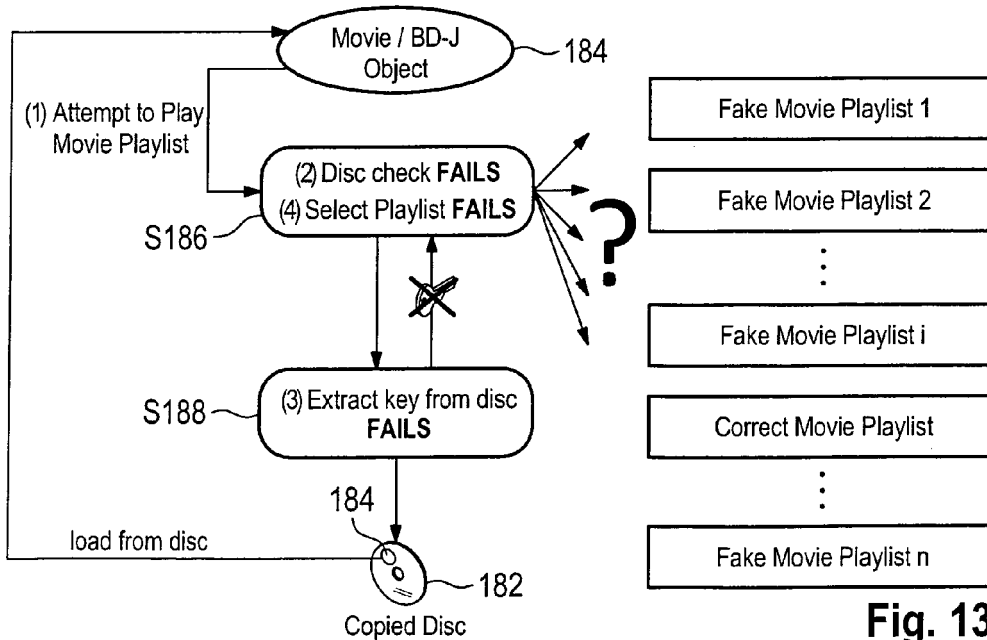 Movie / BD-J
Object
184
(1) Attempt to Play
Movie Playlist
(2) Disc check FAILS
(4) Select Playlist FAILS
S186
?
(3) Extract key from disc
FAILS
S188
184
load from disc
182
Copied Disc
Fake Movie Playlist 1
Fake Movie Playlist 2
Fake Movie Playlist i
Correct Movie Playlist
Fake Movie Playlist n
Fig. 13